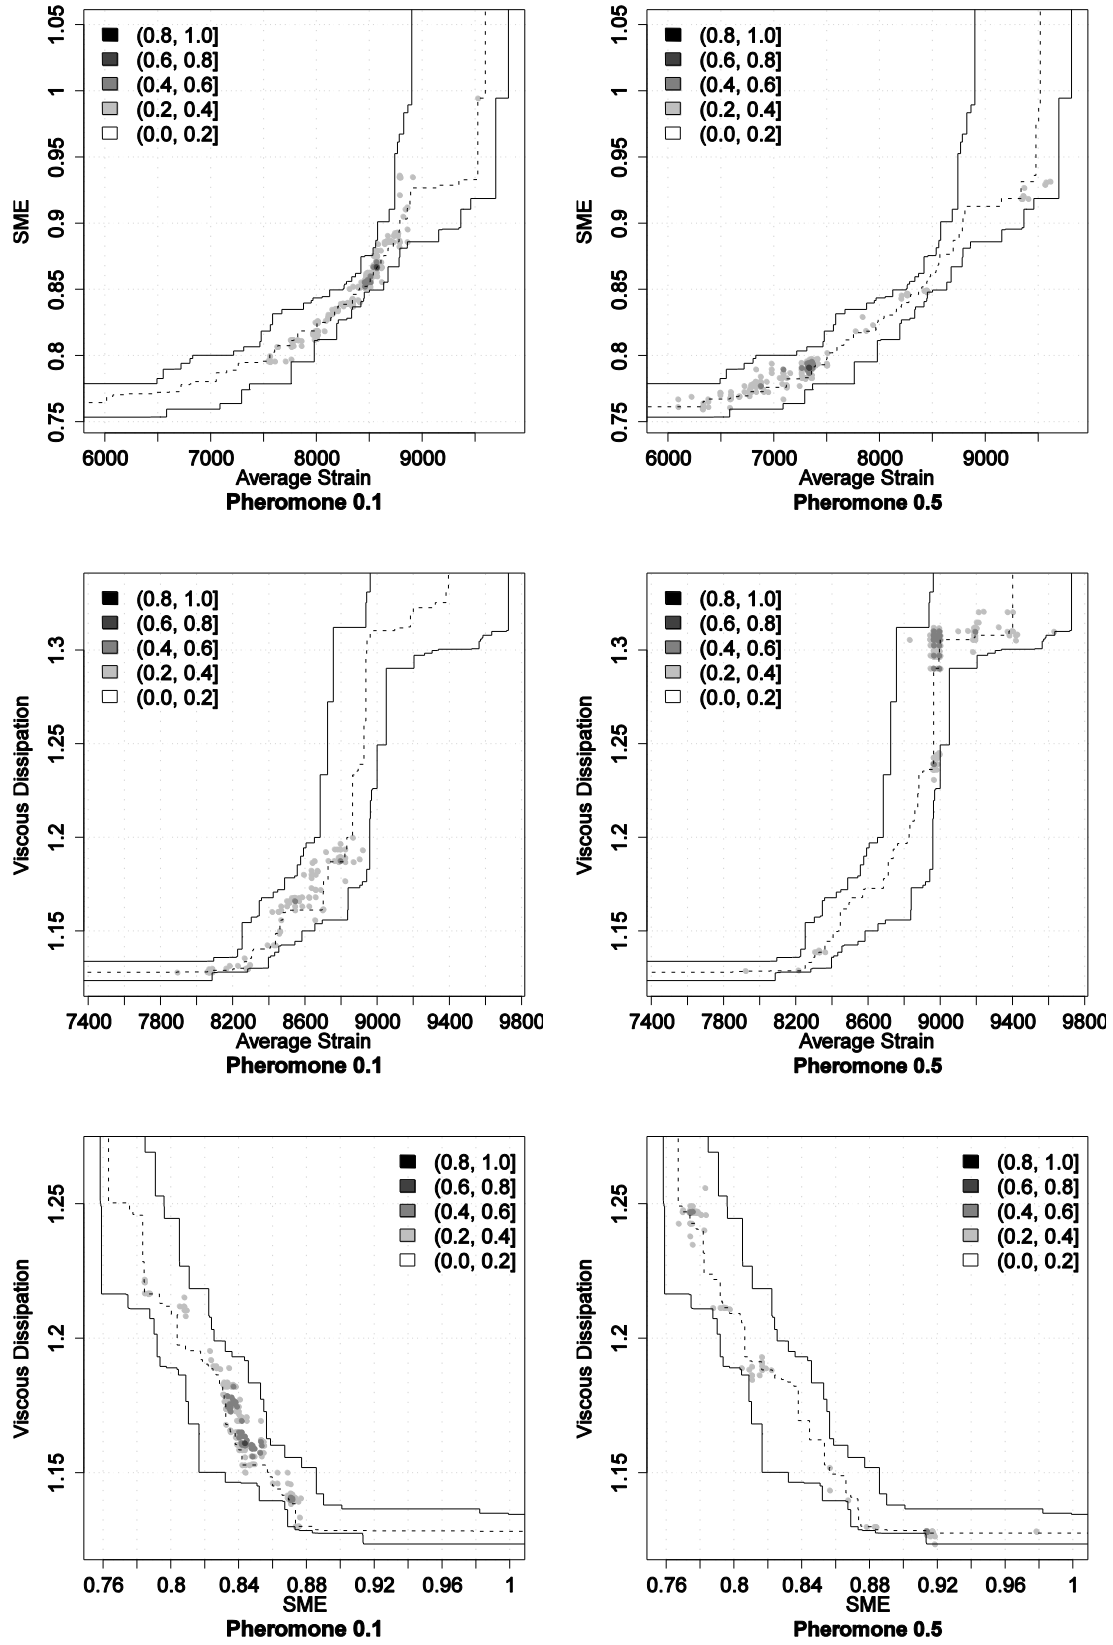 (0.8, 1.0]
(0.6, 0.8]
(0.4, 0.6]
(0.2, 0.4]
(0.0, 0.2]
SME
0.75 0.8 0.85 0.9 0.95 1 1.05
6000 7000 8000 9000
Average Strain
Pheromone 0.1
(0.8, 1.0]
(0.6, 0.8]
(0.4, 0.6]
(0.2, 0.4]
(0.0, 0.2]
SME
0.75 0.8 0.85 0.9 0.95 1 1.05
6000 7000 8000 9000
Average Strain
Pheromone 0.5
(0.8, 1.0]
(0.6, 0.8]
(0.4, 0.6]
(0.2, 0.4]
(0.0, 0.2]
Viscous Dissipation
1.15 1.2 1.25 1.3
7400 7800 8200 8600 9000 9400 9800
Average Strain
Pheromone 0.1
(0.8, 1.0]
(0.6, 0.8]
(0.4, 0.6]
(0.2, 0.4]
(0.0, 0.2]
Viscous Dissipation
1.15 1.2 1.25 1.3
7400 7800 8200 8600 9000 9400 9800
Average Strain
Pheromone 0.5
(0.8, 1.0]
(0.6, 0.8]
(0.4, 0.6]
(0.2, 0.4]
(0.0, 0.2]
Viscous Dissipation
1.15 1.2 1.25
0.76 0.8 0.84 0.88 0.92 0.96 1
SME
Pheromone 0.1
(0.8, 1.0]
(0.6, 0.8]
(0.4, 0.6]
(0.2, 0.4]
(0.0, 0.2]
Viscous Dissipation
1.15 1.2 1.25
0.76 0.8 0.84 0.88 0.92 0.96 1
SME
Pheromone 0.5